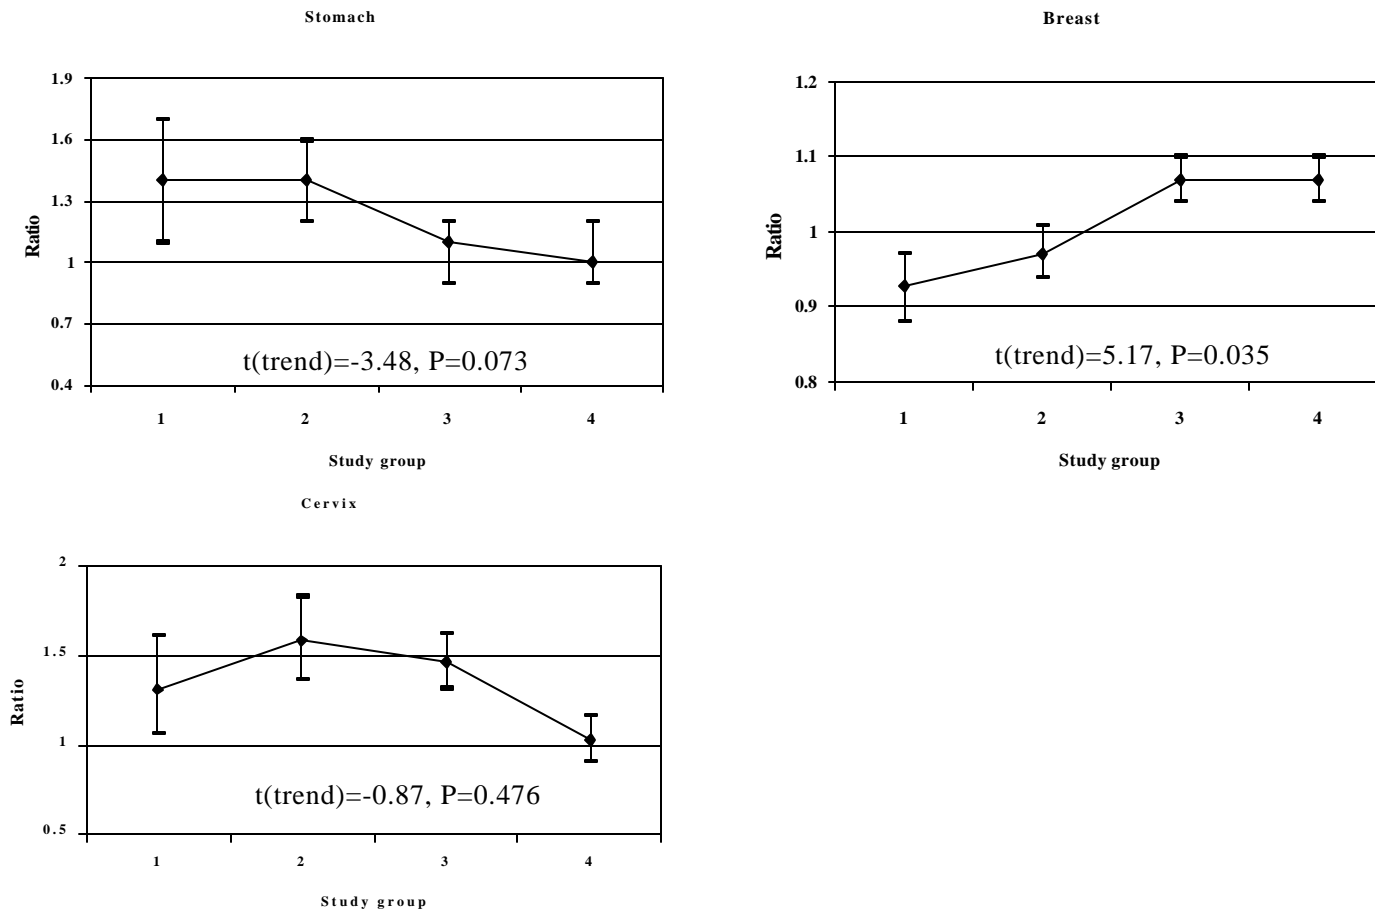 Stomach
1.9
1.6
1.3
1
0.7
0.4
Ratio
t(trend)=-3.48, P=0.073
1 2 3 4
Study group
Breast
1.2
1.1
1
0.9
0.8
Ratio
t(trend)=5.17, P=0.035
1 2 3 4
Study group
Cervix
2
1.5
1
0.5
Ratio
t(trend)=-0.87, P=0.476
1 2 3 4
Study group